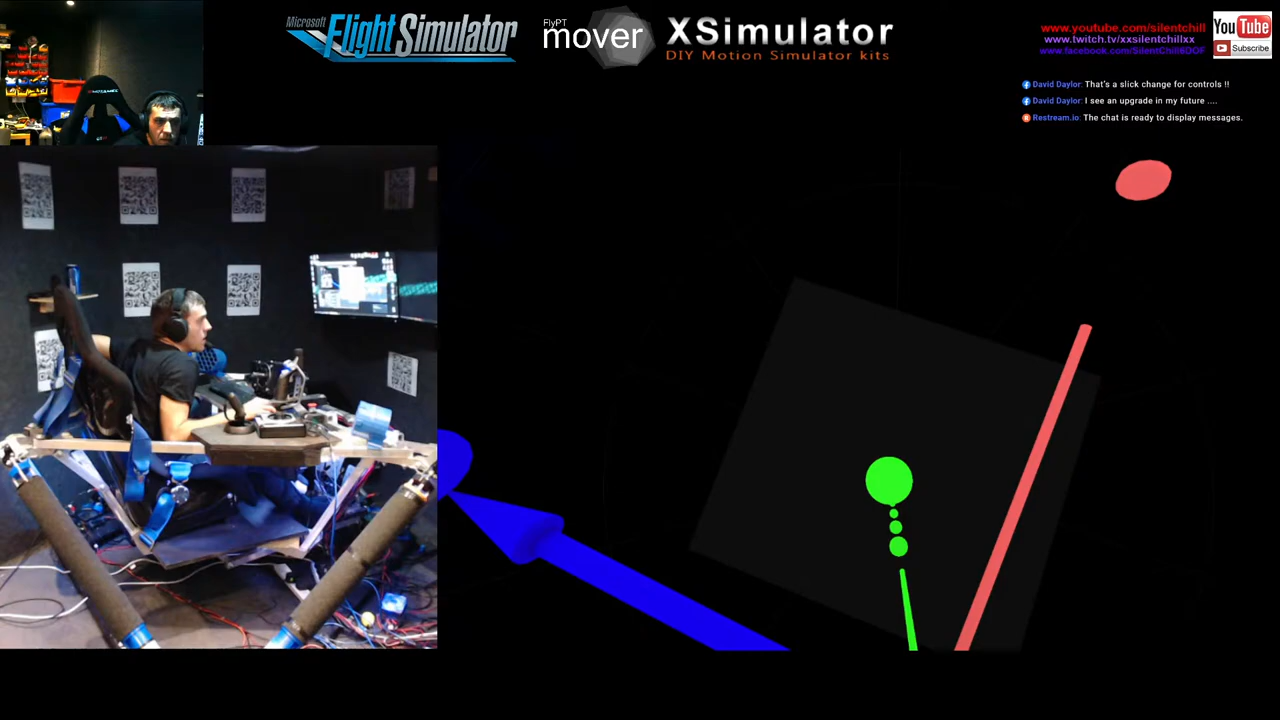 Microsoft
Flight Simulator
FlyPT
mover
XSimulator
DIY Motion Simulator kits
www.youtube.com/silentchill
www.twitch.tv/xxsilentchillxx
www.facebook.com/SilentChill6DOF
You Tube
Subscribe
David Daylor: That's a slick change for controls !!
David Daylor: I see an upgrade in my future ....
Restream.io: The chat is ready to display messages.